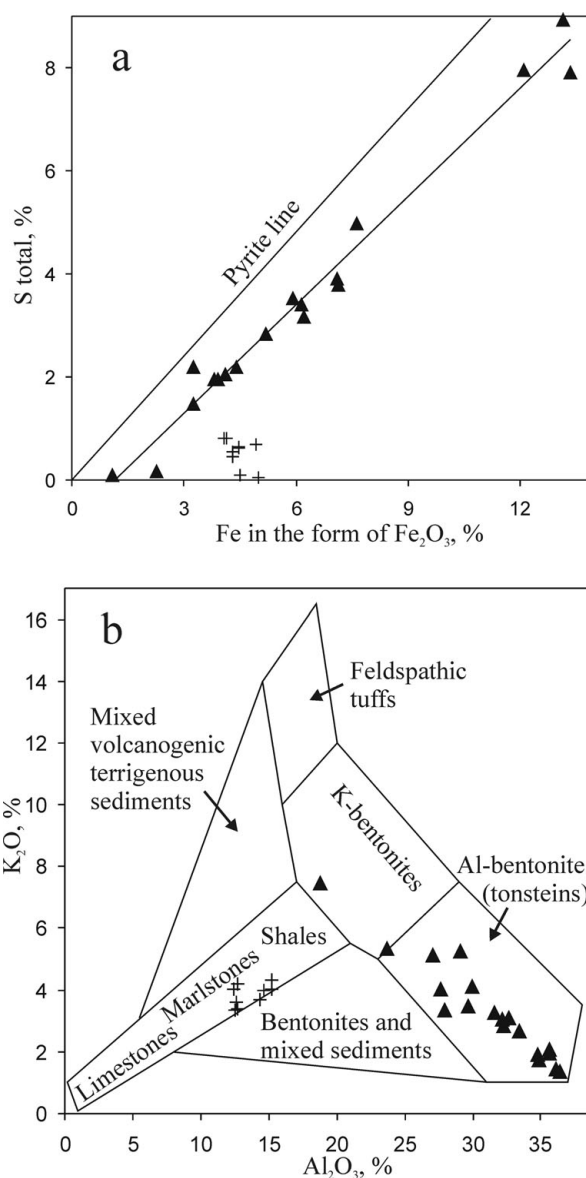 a
8
6
4
2
0
S total, %
Pyrite line
0
3
6
9
12
Fe in the form of Fe₂O₃, %
b
16
14
12
10
8
6
4
2
0
K₂O, %
Feldspathic
tuffs
Mixed
volcanogenic
terrigenous
sediments
K-bentonites
Al-bentonite
(tonsteins)
Shales
Marlstones
Limestones
Bentonites and
mixed sediments
0
5
10
15
20
25
30
35
Al₂O₃, %